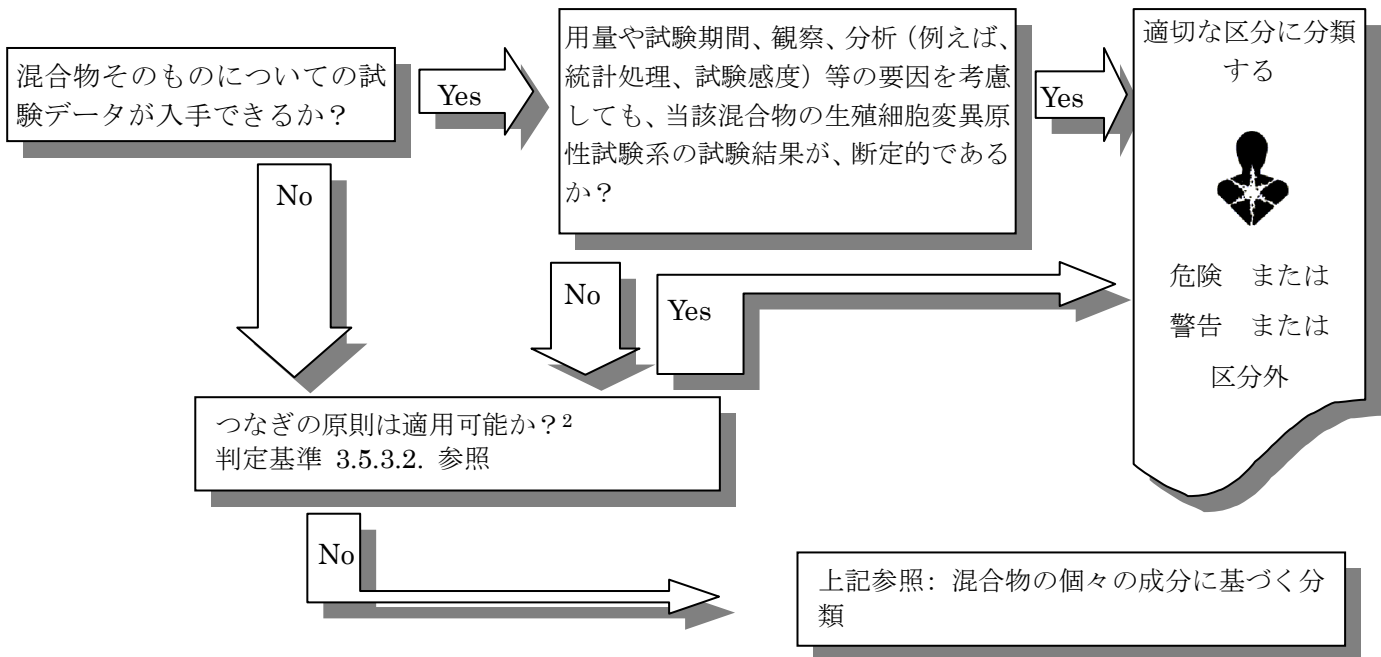 混合物そのものについての試
験データが入手できるか？
Yes
用量や試験期間、観察、分析（例えば、
統計処理、試験感度）等の要因を考慮
しても、当該混合物の生殖細胞変異原
性試験系の試験結果が、断定的である
か？
Yes
適切な区分に分類
する
危険　または
警告　または
区分外
No
No
Yes
つなぎの原則は適用可能か？2
判定基準 3.5.3.2. 参照
No
上記参照: 混合物の個々の成分に基づく分
類